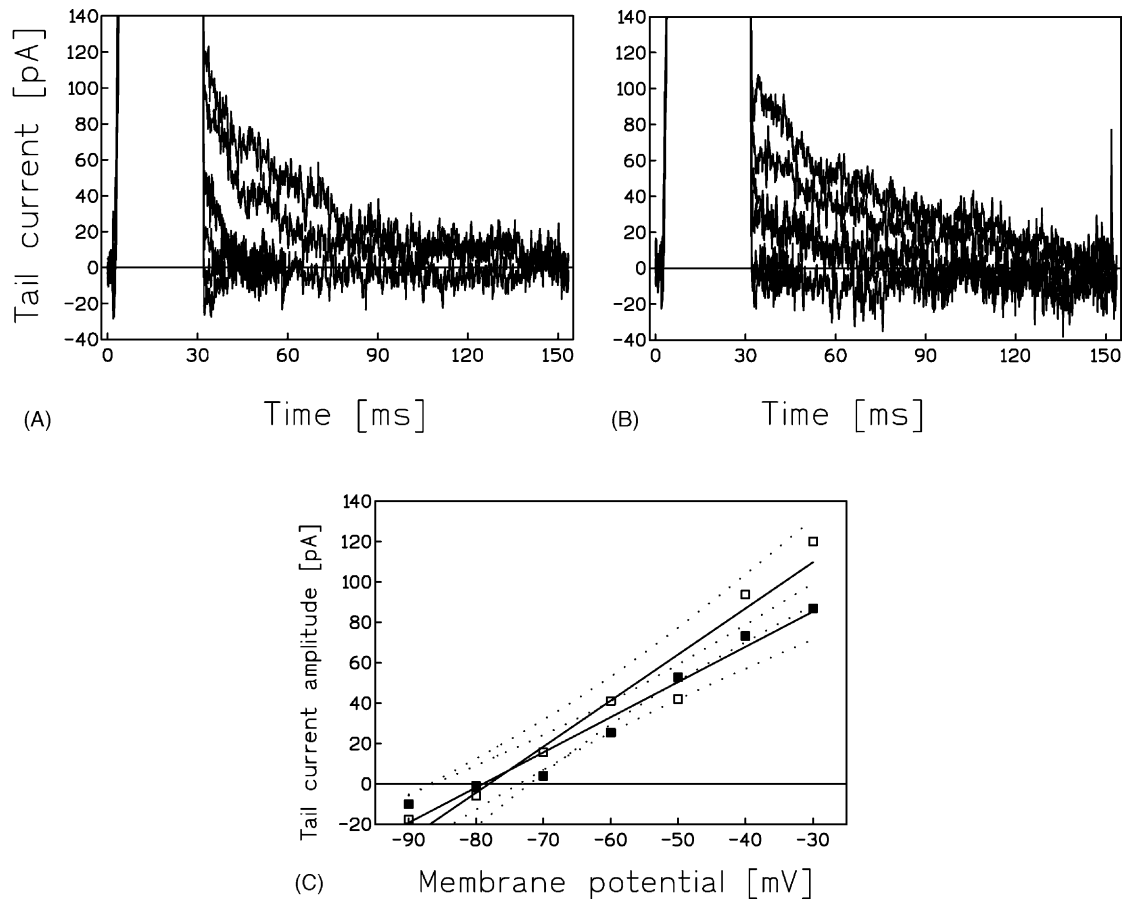 Tail current [pA]
140
120
100
80
60
40
20
0
-20
-40
0 30 60 90 120 150
Time [ms]
(A)
140
120
100
80
60
40
20
0
-20
-40
0 30 60 90 120 150
Time [ms]
(B)
Tail current amplitude [pA]
140
120
100
80
60
40
20
0
-20
-90 -80 -70 -60 -50 -40 -30
Membrane potential [mV]
(C)